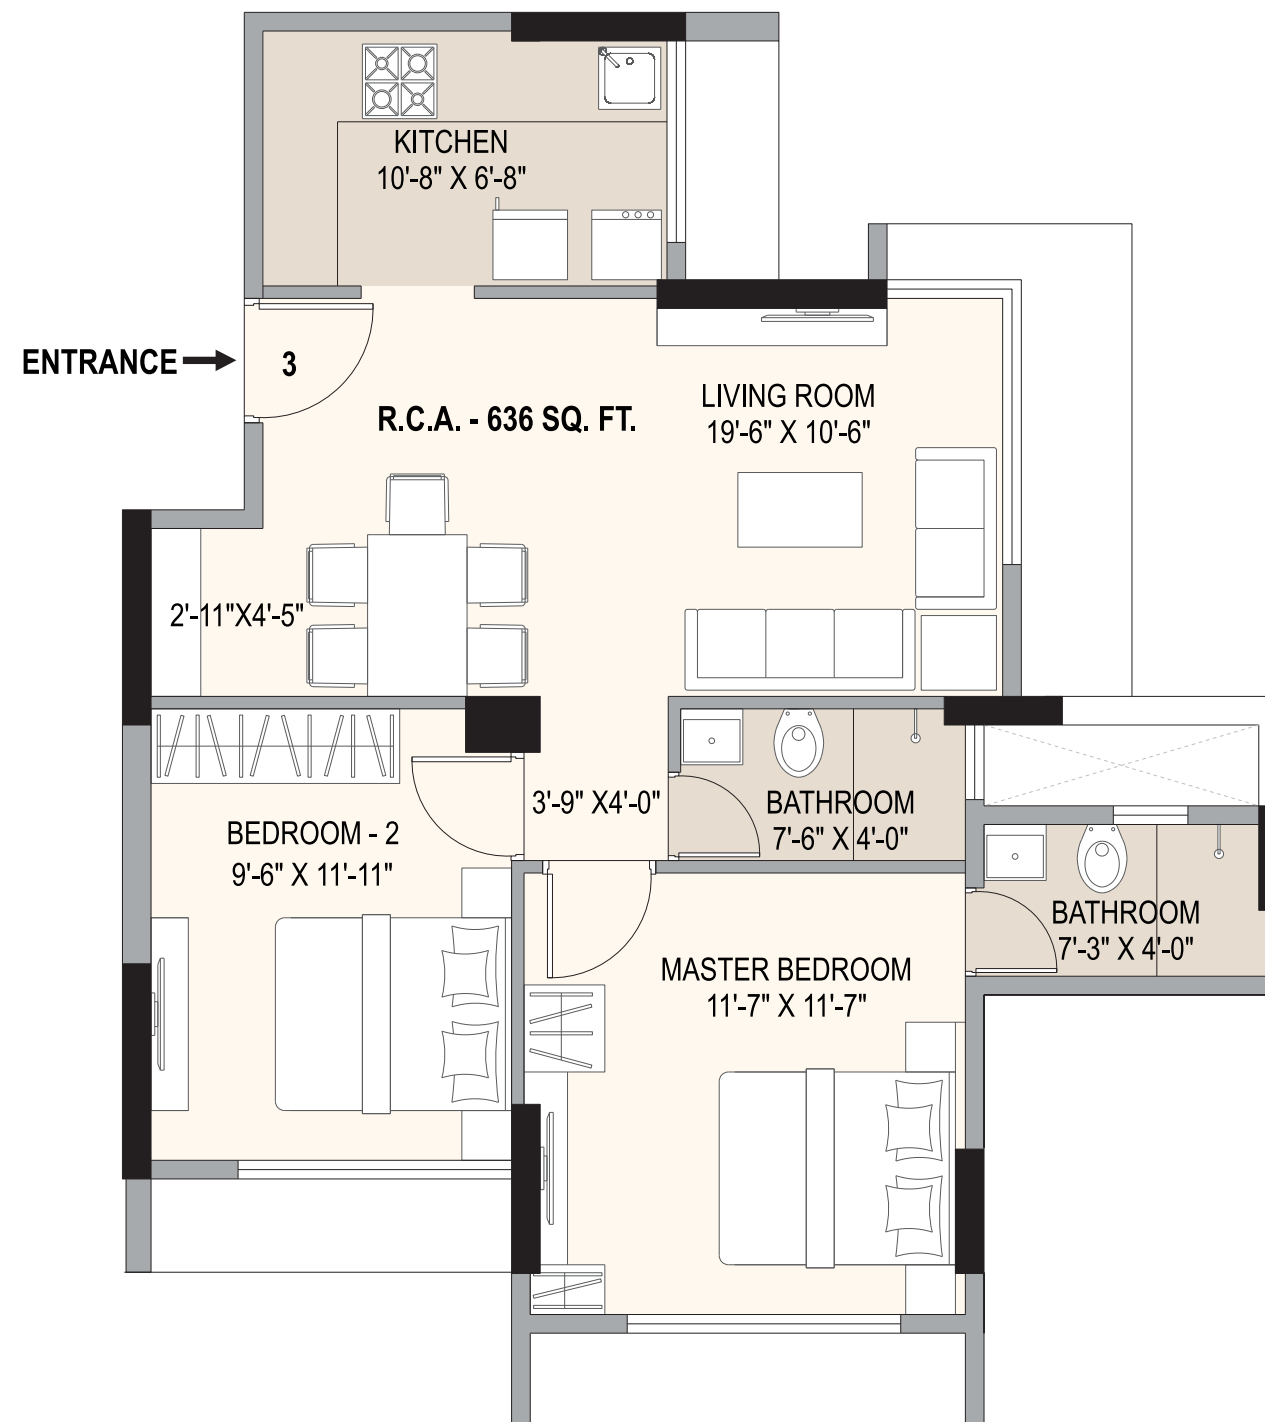 KITCHEN
10'-8" X 6'-8"
ENTRANCE
3
R.C.A. - 636 SQ. FT.
LIVING ROOM
19'-6" X 10'-6"
2'-11"X4'-5"
3'-9" X4'-0"
BATHROOM
7'-6" X 4'-0"
BEDROOM - 2
9'-6" X 11'-11"
BATHROOM
7'-3" X 4'-0"
MASTER BEDROOM
11'-7" X 11'-7"